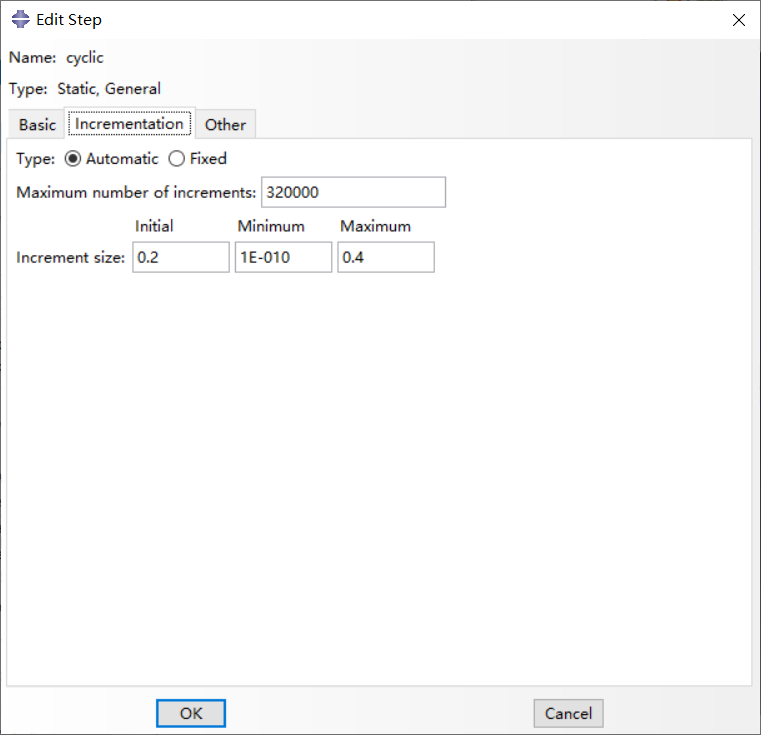 Edit Step
Name: cyclic
Type: Static, General
Basic Incrementation Other
Type: Automatic Fixed
Maximum number of increments: 320000
Initial Minimum Maximum
Increment size: 0.2 1E-010 0.4
OK Cancel